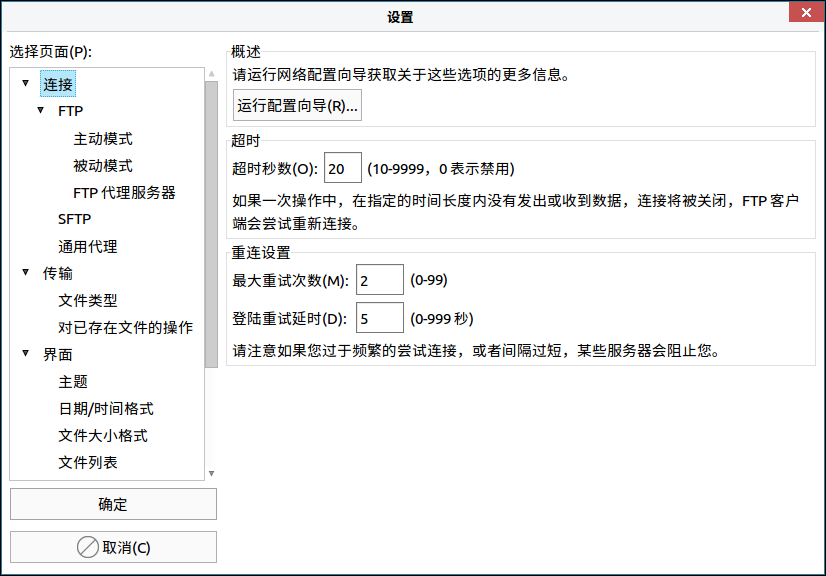 设置
选择页面(P):
连接
FTP
主动模式
被动模式
FTP 代理服务器
SFTP
通用代理
传输
文件类型
对已存在文件的操作
界面
主题
日期/时间格式
文件大小格式
文件列表
确定
取消(C)
概述
请运行网络配置向导获取关于这些选项的更多信息。
运行配置向导(R)...
超时
超时秒数(O): 20 (10-9999，0 表示禁用)
如果一次操作中，在指定的时间长度内没有发出或收到数据，连接将被关闭，FTP 客户
端会尝试重新连接。
重连设置
最大重试次数(M): 2 (0-99)
登陆重试延时(D): 5 (0-999 秒)
请注意如果您过于频繁的尝试连接，或者间隔过短，某些服务器会阻止您。